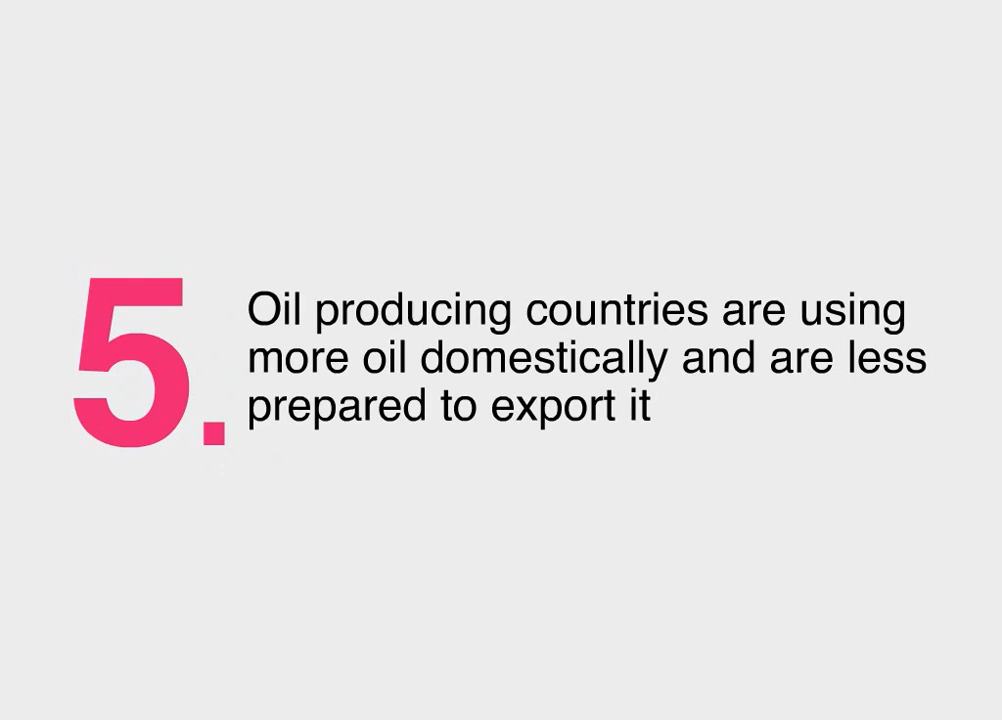 5.
Oil producing countries are using
more oil domestically and are less
prepared to export it